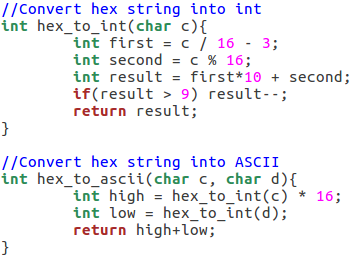 //Convert hex string into int
int hex_to_int(char c){
        int first = c / 16 - 3;
        int second = c % 16;
        int result = first*10 + second;
        if(result > 9) result--;
        return result;
}

//Convert hex string into ASCII
int hex_to_ascii(char c, char d){
        int high = hex_to_int(c) * 16;
        int low = hex_to_int(d);
        return high+low;
}